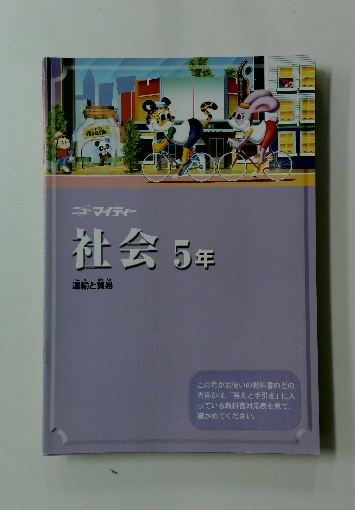 ニューマイティー
社会 5年
運輸と貿易
この号がお使いの教科書のどの
内容かは、「答えと手引き」に入
っている教科書対応表を見て、
確かめてください。